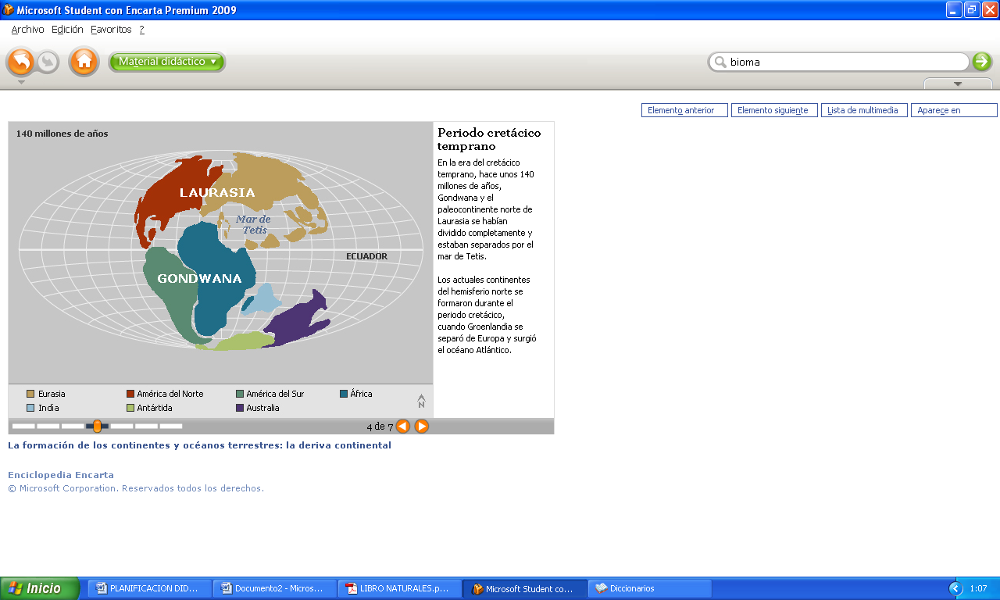 Microsoft Student con Encarta Premium 2009
Archivo Edición Favoritos ?
Material didáctico
bioma
Elemento anterior Elemento siguiente Lista de multimedia Aparece en
140 millones de años
LAURASIA
Mar de
Tetis
ECUADOR
GONDWANA
Periodo cretácico
temprano
En la era del cretácico
temprano, hace unos 140
millones de años,
Gondwana y el
paleocontinente norte de
Laurasia se habían
dividido completamente y
estaban separados por el
mar de Tetis.
Los actuales continentes
del hemisferio norte se
formaron durante el
periodo cretácico,
cuando Groenlandia se
separó de Europa y surgió
el océano Atlántico.
Eurasia América del Norte América del Sur África
India Antártida Australia
N
4 de 7
La formación de los continentes y océanos terrestres: la deriva continental
Enciclopedia Encarta
© Microsoft Corporation. Reservados todos los derechos.
Inicio PLANIFICACION DID... Documento2 - Micros... LIBRO NATURALES.p... Microsoft Student co... Diccionarios 1:07